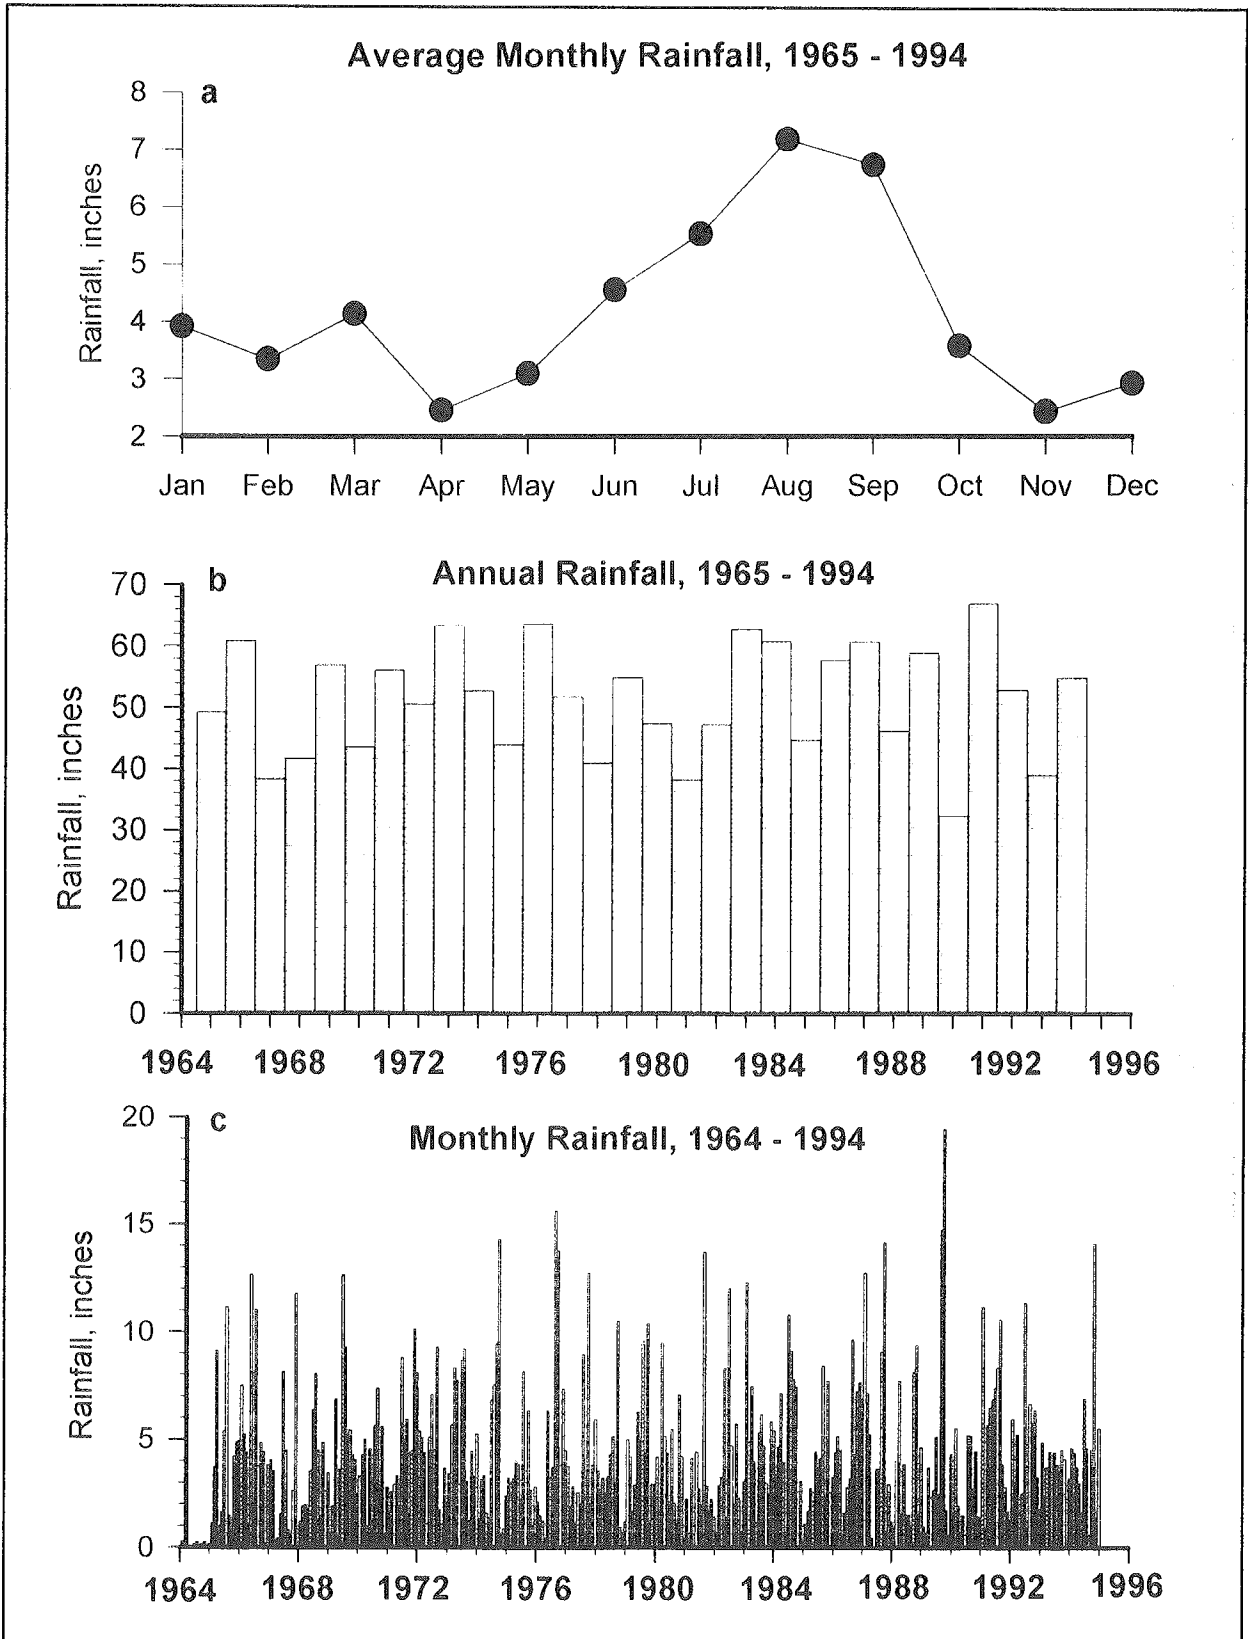 Average Monthly Rainfall, 1965 - 1994
a
8
7
6
5
4
3
2
Rainfall, inches
Jan Feb Mar Apr May Jun Jul Aug Sep Oct Nov Dec
b
Annual Rainfall, 1965 - 1994
70
60
50
40
30
20
10
0
Rainfall, inches
1964 1968 1972 1976 1980 1984 1988 1992 1996
c
Monthly Rainfall, 1964 - 1994
20
15
10
5
0
Rainfall, inches
1964 1968 1972 1976 1980 1984 1988 1992 1996